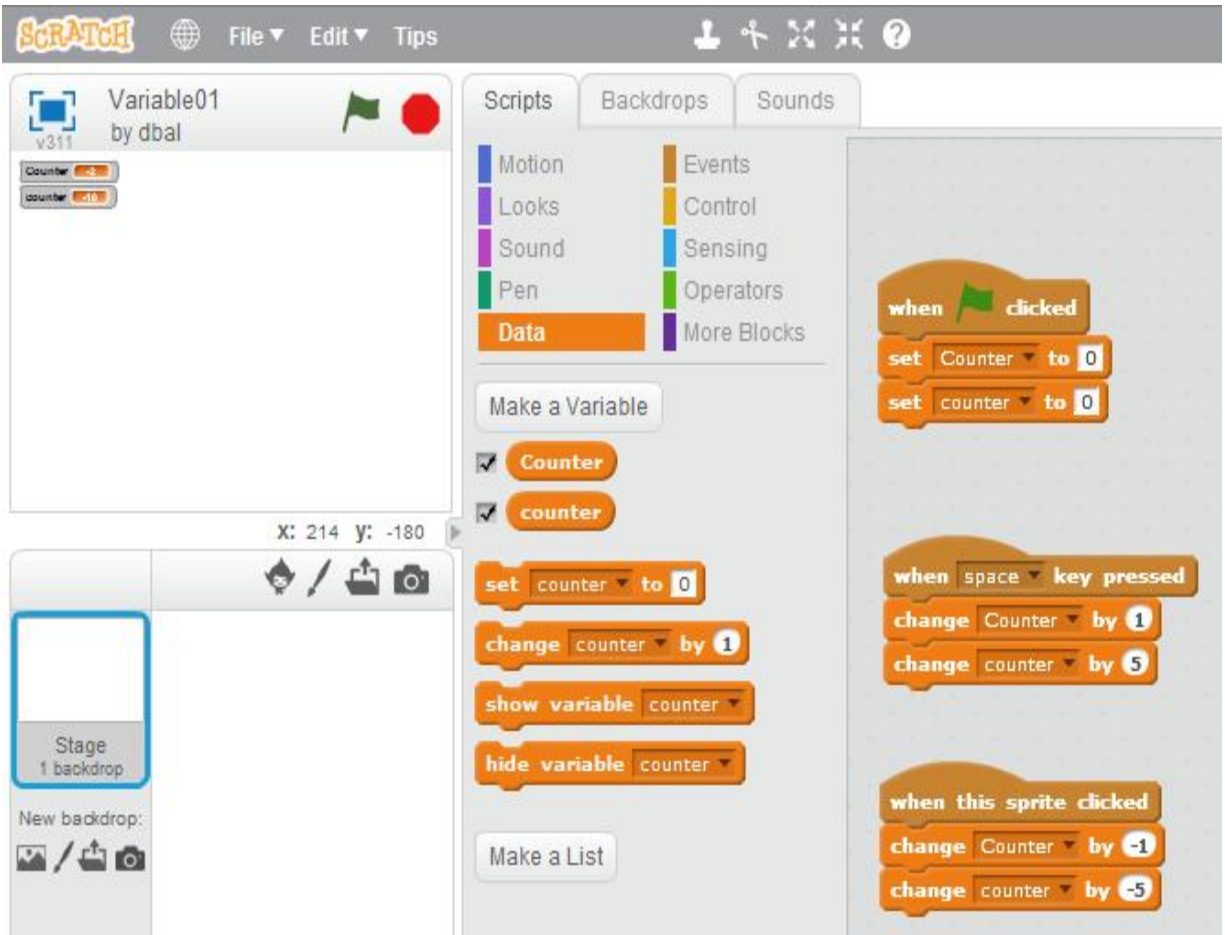 SCRATCH File Edit Tips
Variable01
by dbal
v311
Counter -2
counter -10
X: 214 y: -180
Stage
1 backdrop
New backdrop:
Scripts Backdrops Sounds
Motion Events
Looks Control
Sound Sensing
Pen Operators
Data More Blocks
Make a Variable
Counter
counter
set counter to 0
change counter by 1
show variable counter
hide variable counter
Make a List
when clicked
set Counter to 0
set counter to 0
when space key pressed
change Counter by 1
change counter by 5
when this sprite clicked
change Counter by -1
change counter by -5